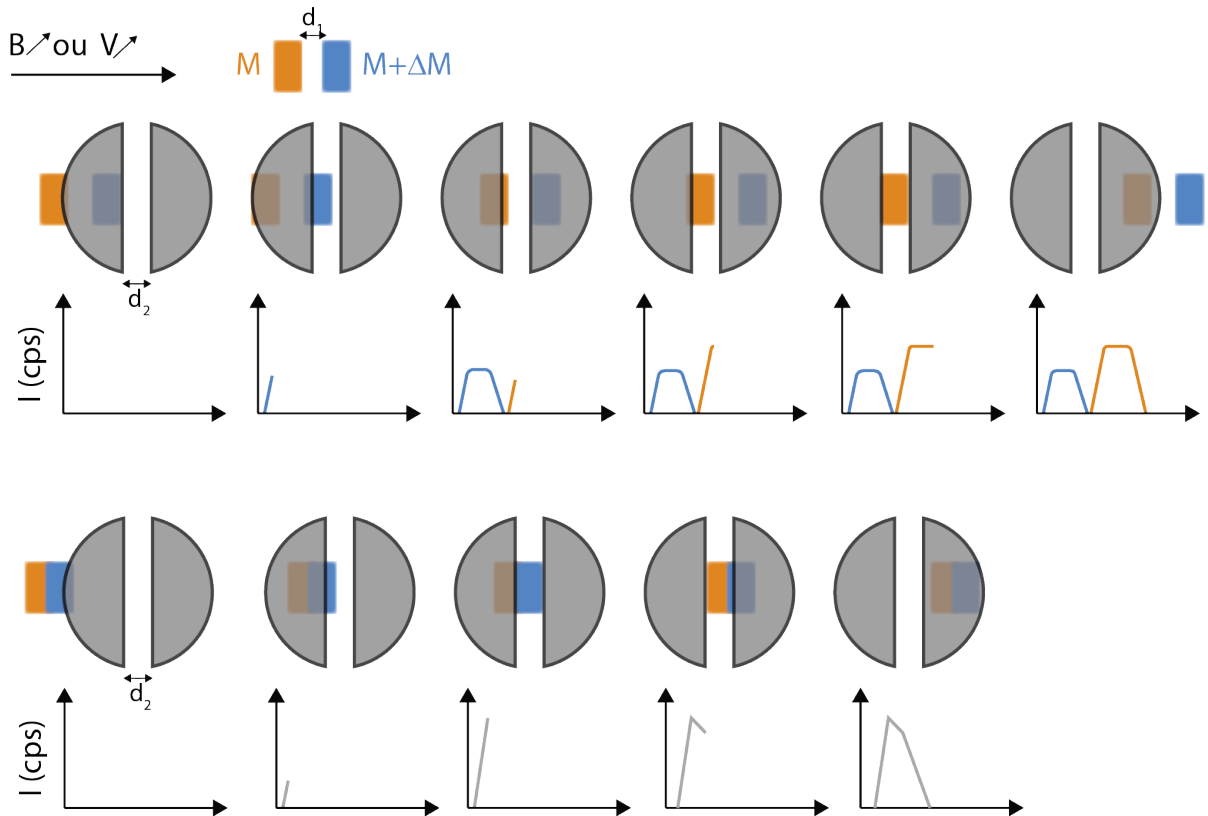 B↗ou V↗
d₁
M
M+ΔM
d₂
I (cps)
d₂
I (cps)